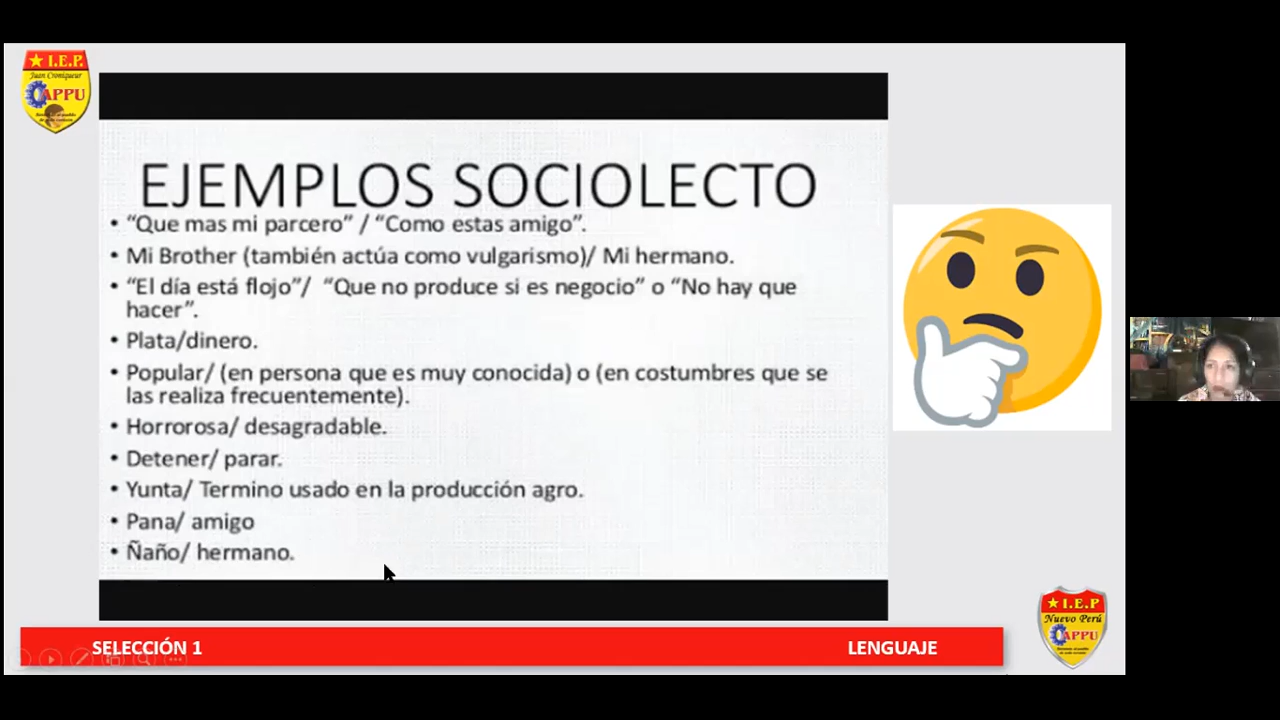 I.E.P.
Juan Croniqueur
APPU
EJEMPLOS SOCIOLECTO
• “Que mas mi parcero” / “Como estas amigo”.
• Mi Brother (también actúa como vulgarismo)/ Mi hermano.
• “El día está flojo”/ “Que no produce si es negocio” o “No hay que
hacer”.
• Plata/dinero.
• Popular/ (en persona que es muy conocida) o (en costumbres que se
las realiza frecuentemente).
• Horrorosa/ desagradable.
• Detener/ parar.
• Yunta/ Termino usado en la producción agro.
• Pana/ amigo
• Ñaño/ hermano.
I.E.P
Nuevo Perú
APPU
SELECCIÓN 1
LENGUAJE